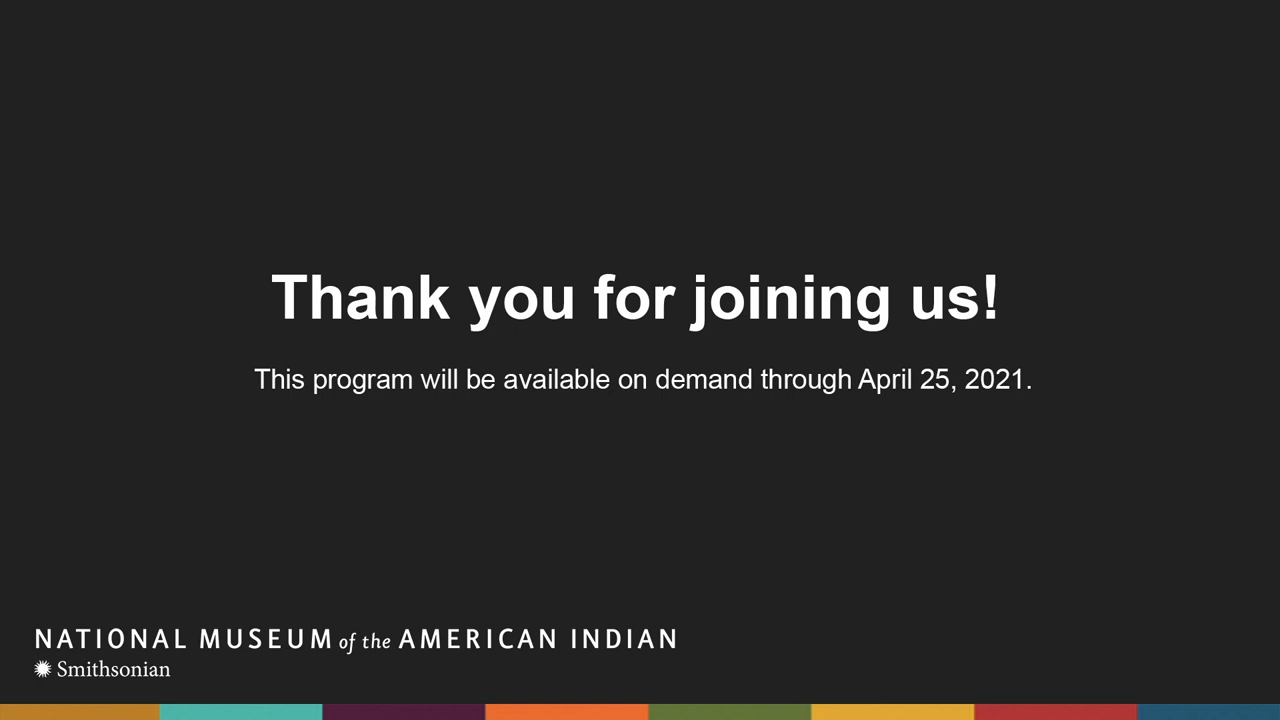 Thank you for joining us!
This program will be available on demand through April 25, 2021.
NATIONAL MUSEUM of the AMERICAN INDIAN
Smithsonian